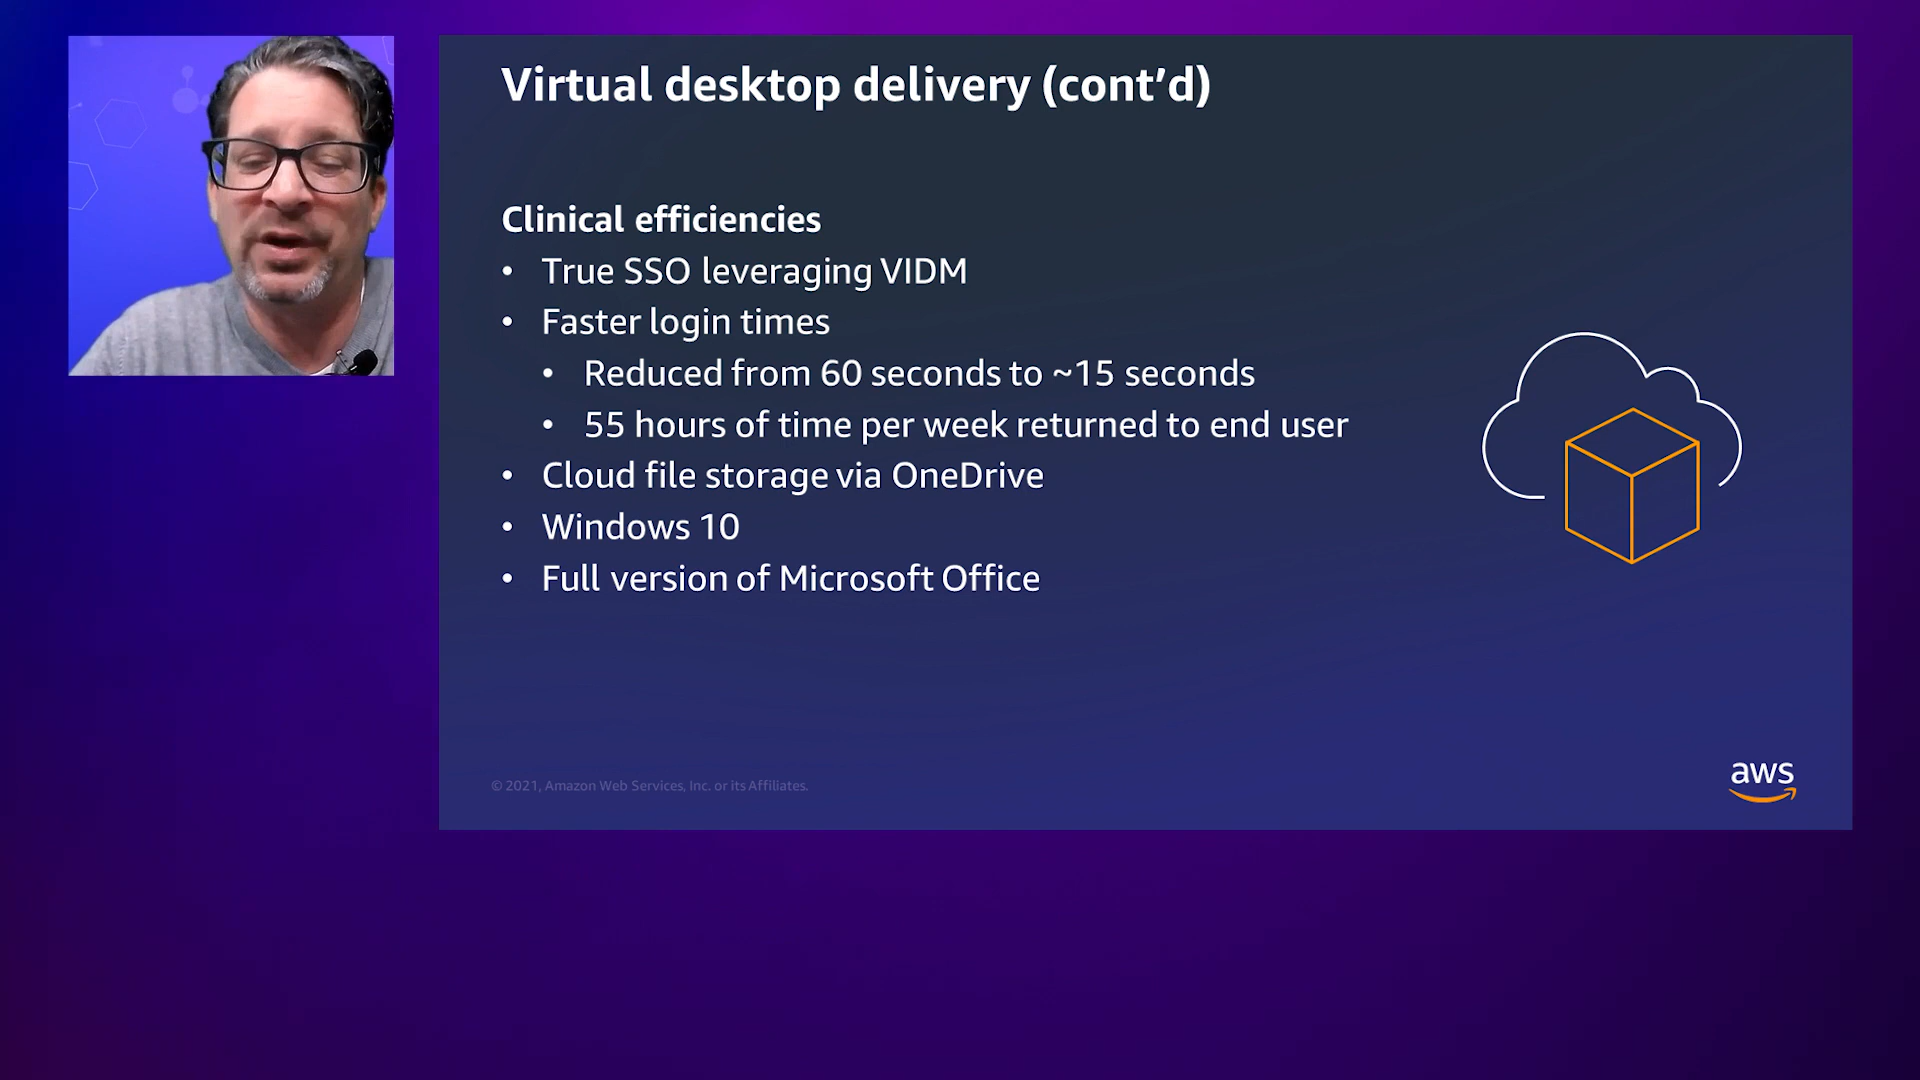 Virtual desktop delivery (cont’d)
Clinical efficiencies
• True SSO leveraging VIDM
• Faster login times
• Reduced from 60 seconds to ~15 seconds
• 55 hours of time per week returned to end user
• Cloud file storage via OneDrive
• Windows 10
• Full version of Microsoft Office
© 2021, Amazon Web Services, Inc. or its Affiliates.
aws